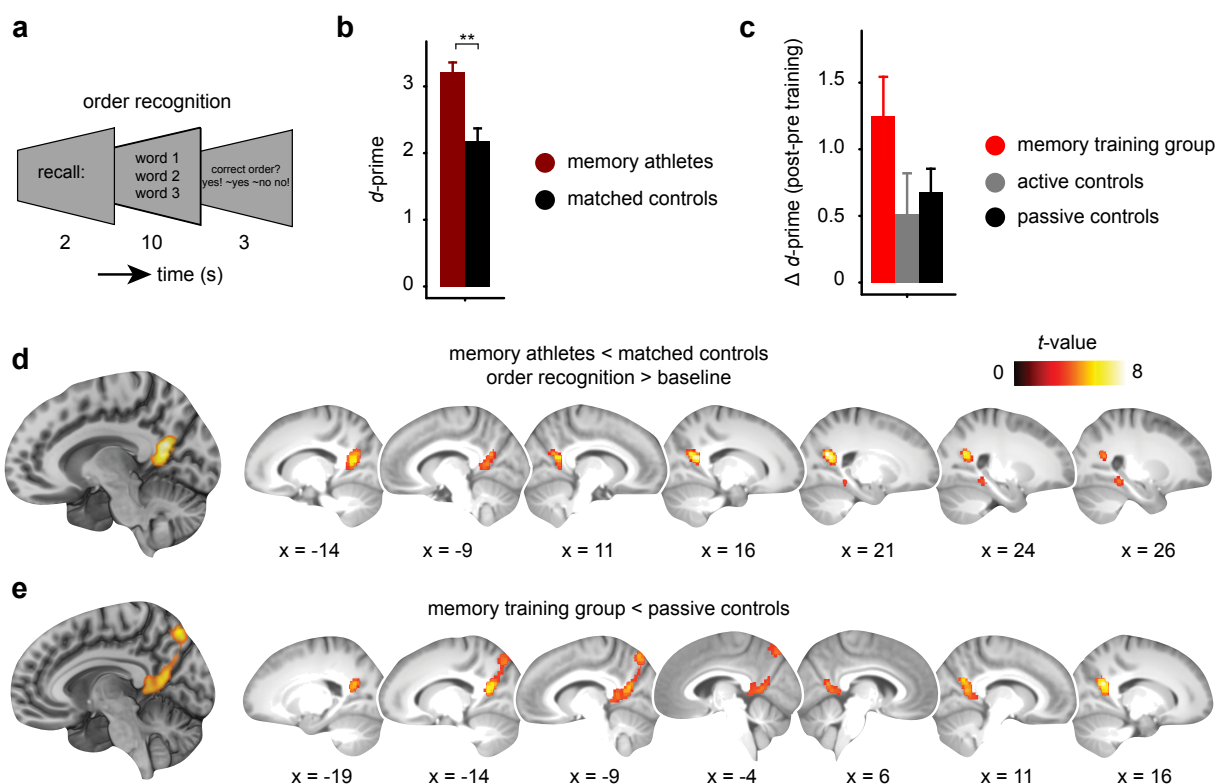 a
order recognition
recall:
word 1
word 2
word 3
correct order?
yes! ~yes ~no no!
2
10
3
time (s)
b
**
d-prime
3
2
1
0
memory athletes
matched controls
c
Δ d-prime (post-pre training)
1.5
1.0
0.5
0
memory training group
active controls
passive controls
d
memory athletes < matched controls
order recognition > baseline
t-value
0
8
x = -14
x = -9
x = 11
x = 16
x = 21
x = 24
x = 26
e
memory training group < passive controls
x = -19
x = -14
x = -9
x = -4
x = 6
x = 11
x = 16